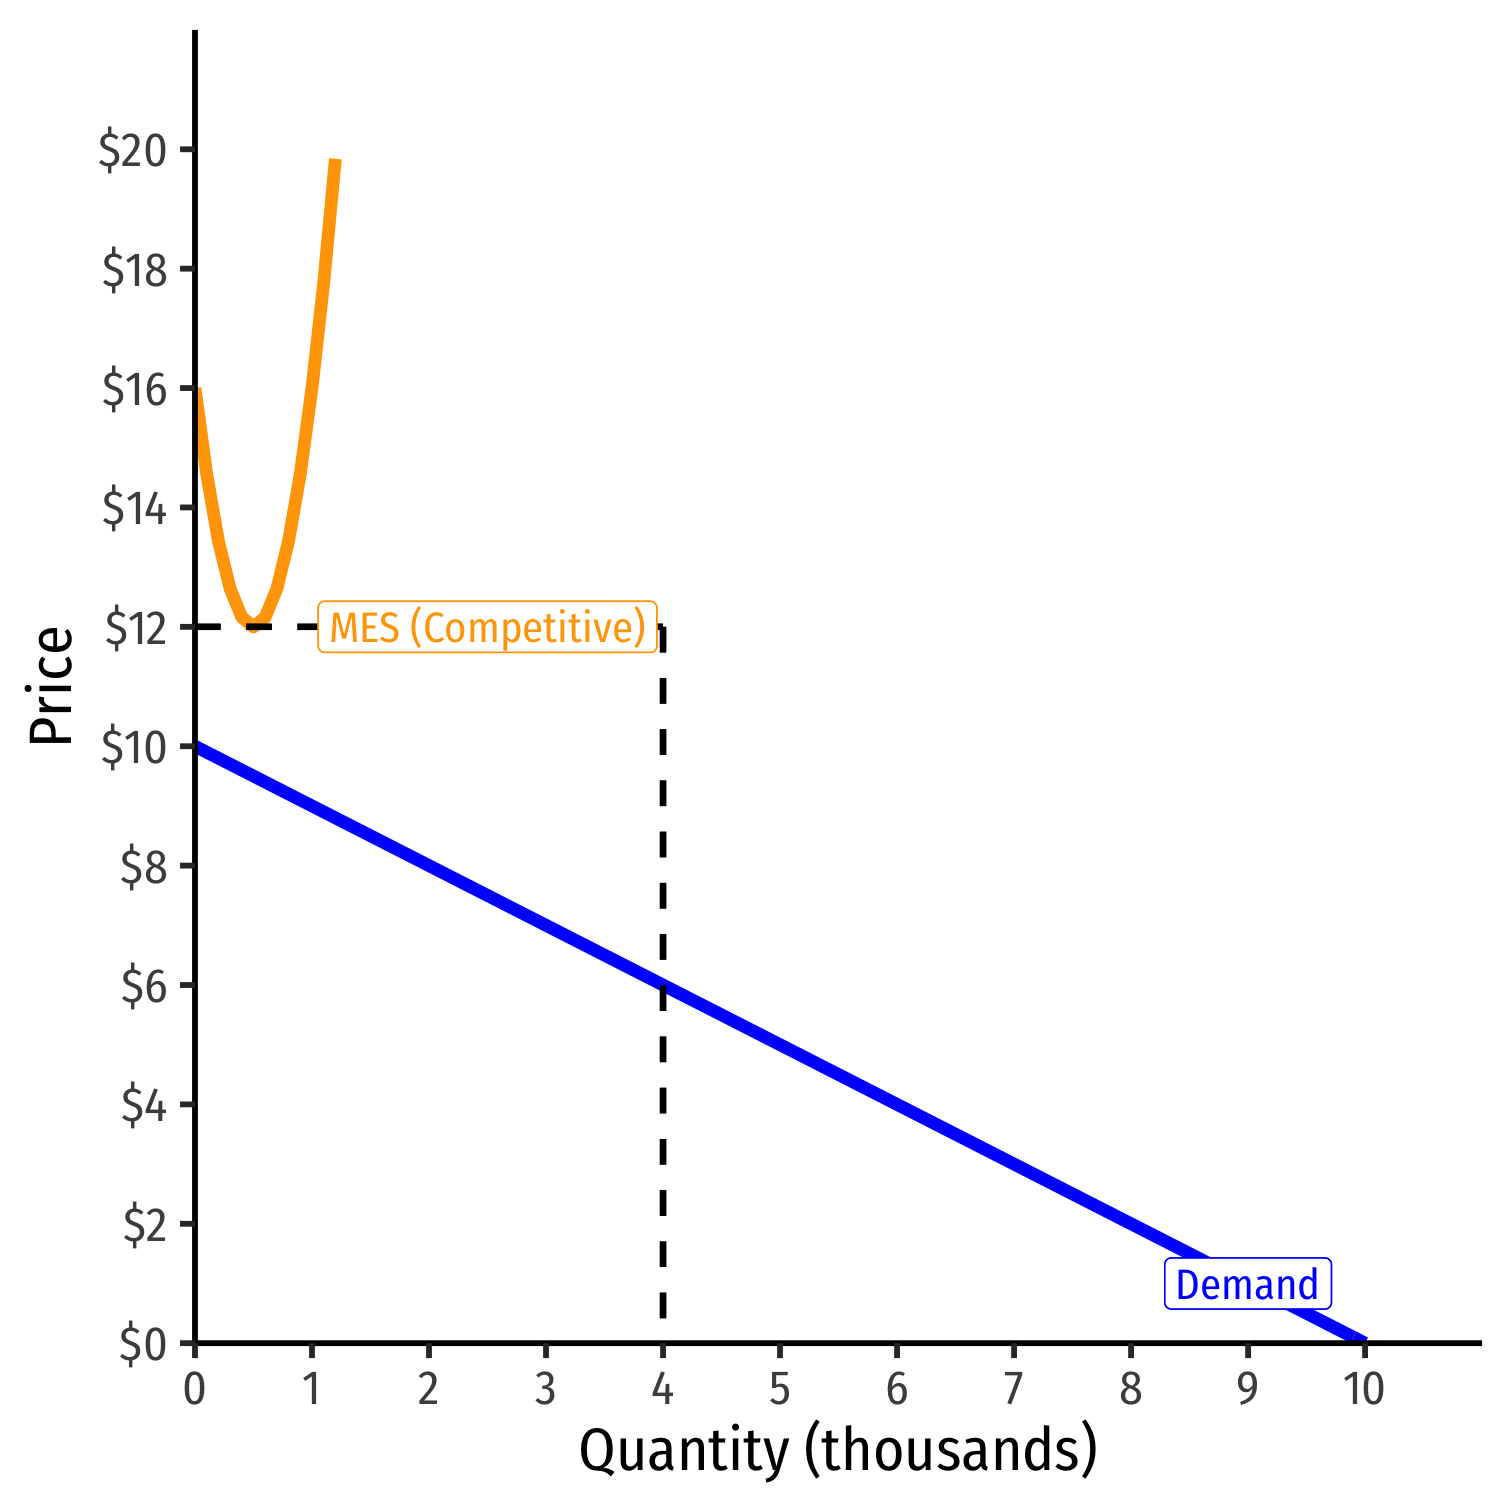 $20
$18
$16
$14
MES (Competitive)
$12
Price
$10
$8
$6
$4
$2
Demand
$0
0 1 2 3 4 5 6 7 8 9 10
Quantity (thousands)